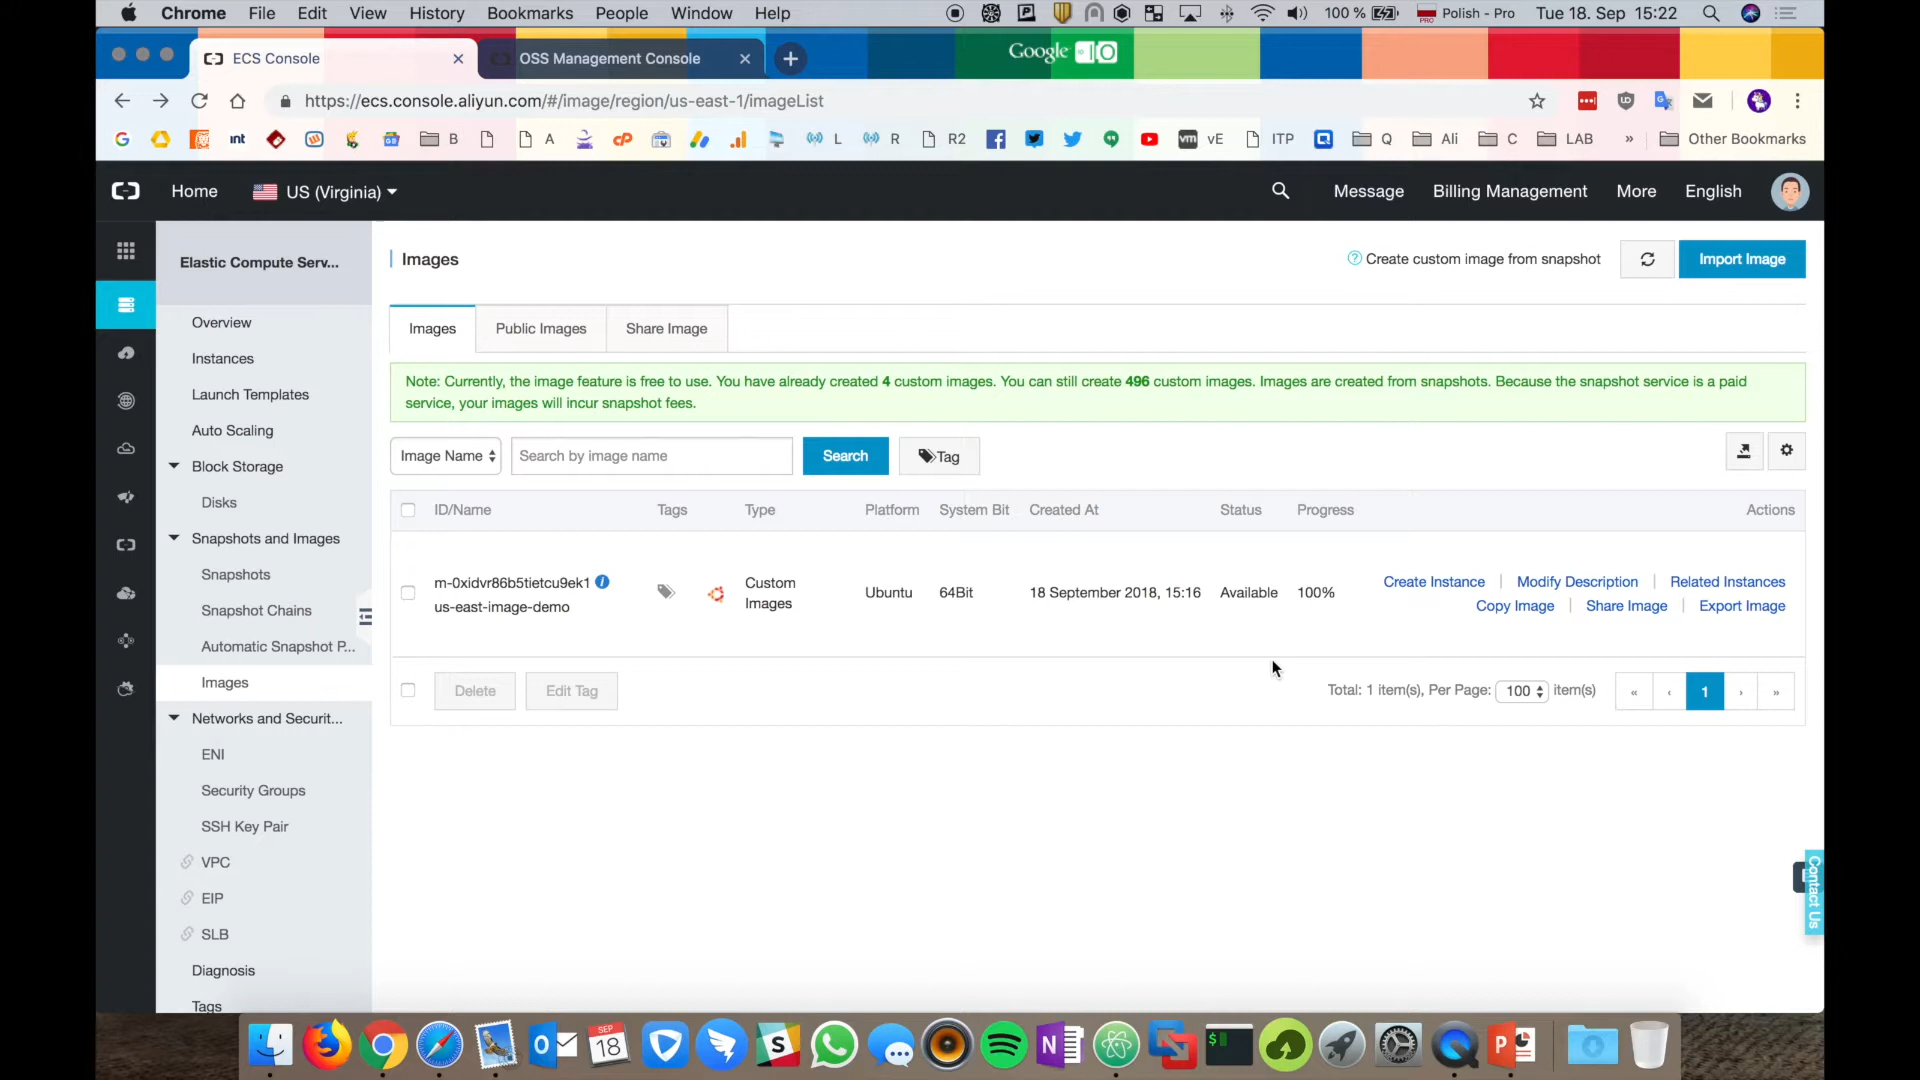 Chrome File Edit View History Bookmarks People Window Help 100 % Polish - Pro Tue 18. Sep 15:22
ECS Console OSS Management Console Google
https://ecs.console.aliyun.com/#/image/region/us-east-1/imageList
int B A L R R2 vE ITP Q Ali C LAB » Other Bookmarks
Home US (Virginia) Message Billing Management More English
Elastic Compute Serv...
Overview
Instances
Launch Templates
Auto Scaling
Block Storage
Disks
Snapshots and Images
Snapshots
Snapshot Chains
Automatic Snapshot P...
Images
Networks and Securit...
ENI
Security Groups
SSH Key Pair
VPC
EIP
SLB
Diagnosis
Tags
Images Create custom image from snapshot Import Image
Images Public Images Share Image
Note: Currently, the image feature is free to use. You have already created 4 custom images. You can still create 496 custom images. Images are created from snapshots. Because the snapshot service is a paid
service, your images will incur snapshot fees.
Image Name Search by image name Search Tag
ID/Name Tags Type Platform System Bit Created At Status Progress Actions
m-0xidvr86b5tietcu9ek1 Custom Ubuntu 64Bit 18 September 2018, 15:16 Available 100% Create Instance | Modify Description | Related Instances
us-east-image-demo Images Copy Image | Share Image | Export Image
Delete Edit Tag Total: 1 item(s), Per Page: 100 item(s) « ‹ 1 › »
Contact Us
SEP
18